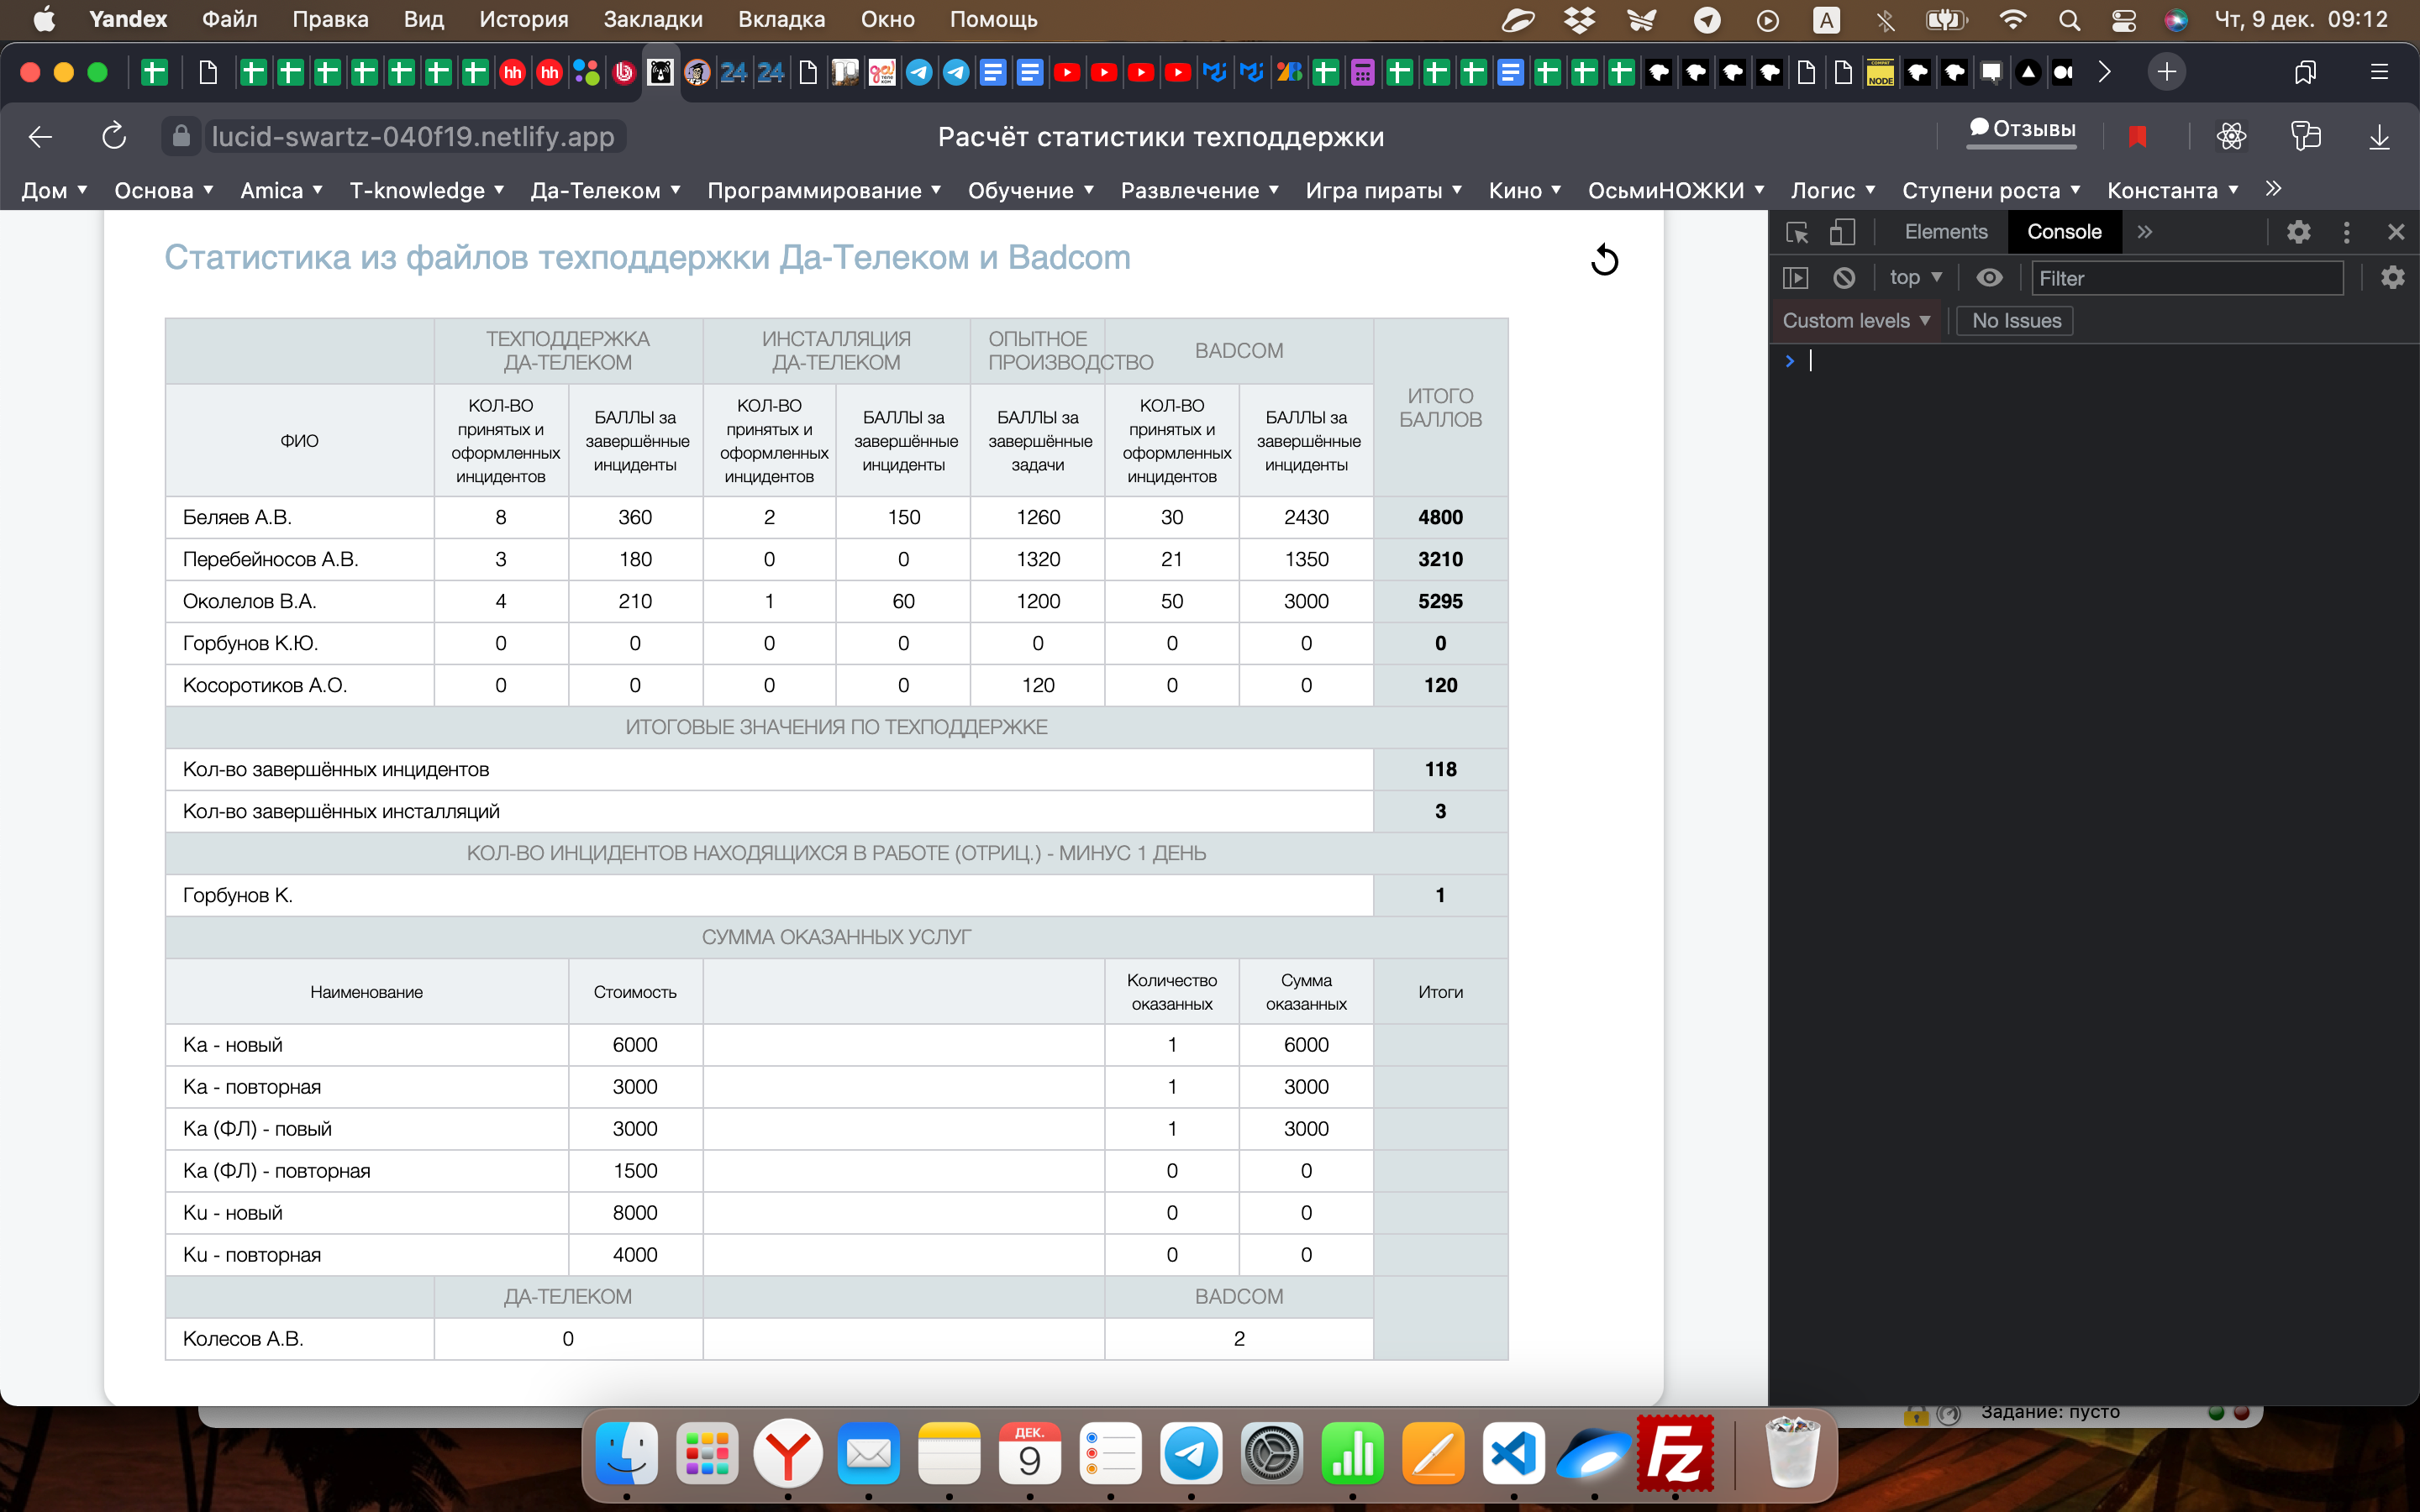 Yandex Файл Правка Вид История Закладки Вкладка Окно Помощь A Чт, 9 дек. 09:12
hh hh 24 24 NODE
lucid-swartz-040f19.netlify.app Расчёт статистики техподдержки Отзывы
Дом Основа Amica T-knowledge Да-Телеком Программирование Обучение Развлечение Игра пираты Кино ОсьмиНОЖКИ Логис Ступени роста Константа
Elements Console
top Filter
Custom levels No Issues
Статистика из файлов техподдержки Да-Телеком и Badcom
ТЕХПОДДЕРЖКА ДА-ТЕЛЕКОМ ИНСТАЛЛЯЦИЯ ДА-ТЕЛЕКОМ ОПЫТНОЕ ПРОИЗВОДСТВО BADCOM ИТОГО БАЛЛОВ
ФИО КОЛ-ВО принятых и оформленных инцидентов БАЛЛЫ за завершённые инциденты КОЛ-ВО принятых и оформленных инцидентов БАЛЛЫ за завершённые инциденты БАЛЛЫ за завершённые задачи КОЛ-ВО принятых и оформленных инцидентов БАЛЛЫ за завершённые инциденты
Беляев А.В. 8 360 2 150 1260 30 2430 4800
Перебейносов А.В. 3 180 0 0 1320 21 1350 3210
Околелов В.А. 4 210 1 60 1200 50 3000 5295
Горбунов К.Ю. 0 0 0 0 0 0 0 0
Косоротиков А.О. 0 0 0 0 120 0 0 120
ИТОГОВЫЕ ЗНАЧЕНИЯ ПО ТЕХПОДДЕРЖКЕ
Кол-во завершённых инцидентов 118
Кол-во завершённых инсталляций 3
КОЛ-ВО ИНЦИДЕНТОВ НАХОДЯЩИХСЯ В РАБОТЕ (ОТРИЦ.) - МИНУС 1 ДЕНЬ
Горбунов К. 1
СУММА ОКАЗАННЫХ УСЛУГ
Наименование Стоимость Количество оказанных Сумма оказанных Итоги
Ка - новый 6000 1 6000
Ка - повторная 3000 1 3000
Ка (ФЛ) - повый 3000 1 3000
Ка (ФЛ) - повторная 1500 0 0
Кu - новый 8000 0 0
Кu - повторная 4000 0 0
ДА-ТЕЛЕКОМ BADCOM
Колесов А.В. 0 2
Задание: пусто
ДЕК.
9
Fz